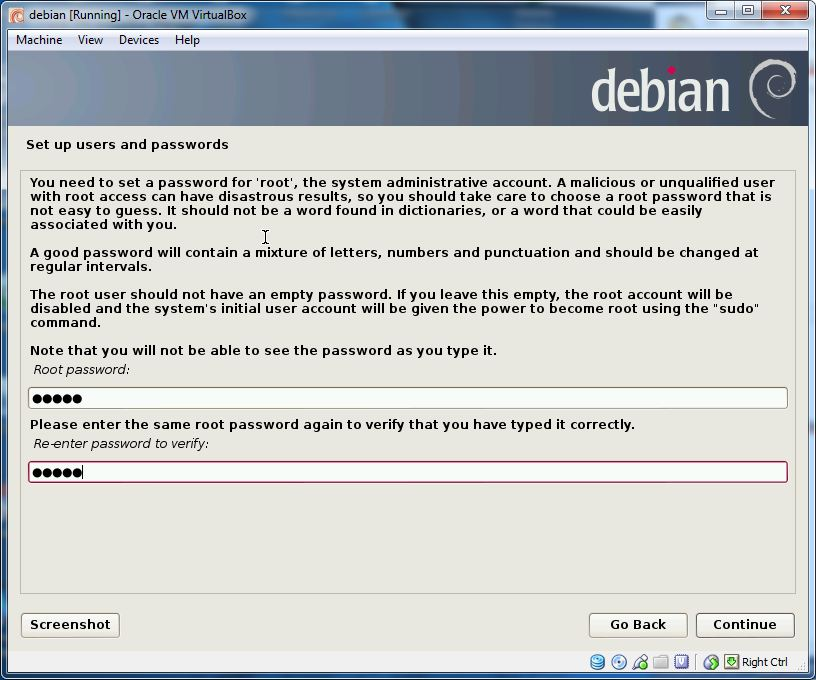 debian [Running] - Oracle VM VirtualBox
Machine View Devices Help
debian
Set up users and passwords
You need to set a password for 'root', the system administrative account. A malicious or unqualified user
with root access can have disastrous results, so you should take care to choose a root password that is
not easy to guess. It should not be a word found in dictionaries, or a word that could be easily
associated with you.
A good password will contain a mixture of letters, numbers and punctuation and should be changed at
regular intervals.
The root user should not have an empty password. If you leave this empty, the root account will be
disabled and the system's initial user account will be given the power to become root using the "sudo"
command.
Note that you will not be able to see the password as you type it.
Root password:
●●●●●
Please enter the same root password again to verify that you have typed it correctly.
Re-enter password to verify:
●●●●●
Screenshot Go Back Continue
Right Ctrl